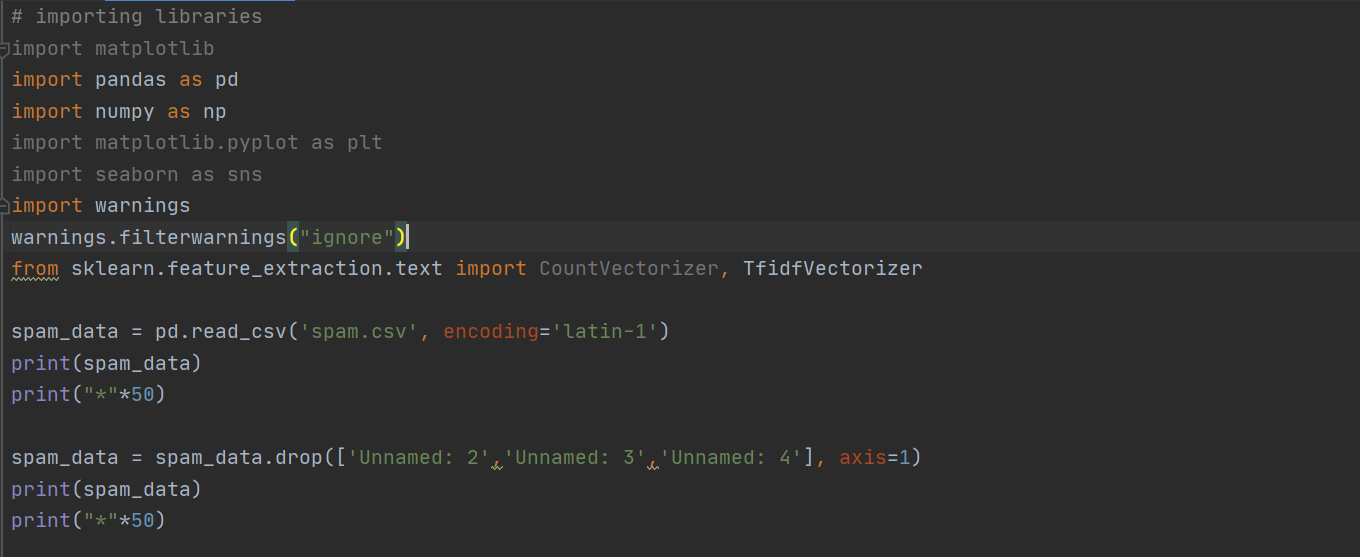 # importing libraries
import matplotlib
import pandas as pd
import numpy as np
import matplotlib.pyplot as plt
import seaborn as sns
import warnings
warnings.filterwarnings("ignore")
from sklearn.feature_extraction.text import CountVectorizer, TfidfVectorizer
spam_data = pd.read_csv('spam.csv', encoding='latin-1')
print(spam_data)
print("*"*50)
spam_data = spam_data.drop(['Unnamed: 2','Unnamed: 3','Unnamed: 4'], axis=1)
print(spam_data)
print("*"*50)